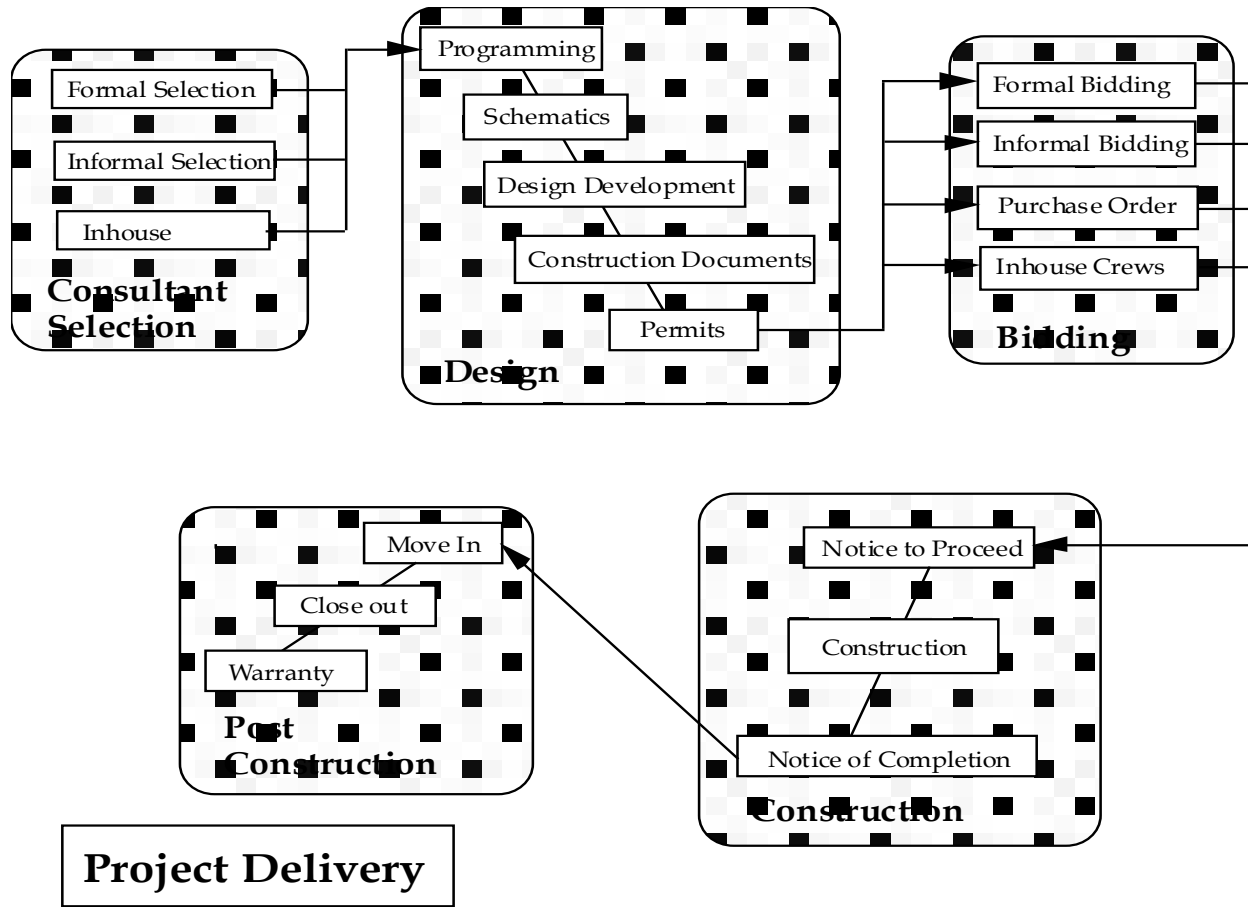 Formal Selection
Informal Selection
Inhouse
Consultant
Selection
Programming
Schematics
Design Development
Construction Documents
Permits
Design
Formal Bidding
Informal Bidding
Purchase Order
Inhouse Crews
Bidding
Move In
Close out
Warranty
Post
Construction
Notice to Proceed
Construction
Notice of Completion
Construction
Project Delivery